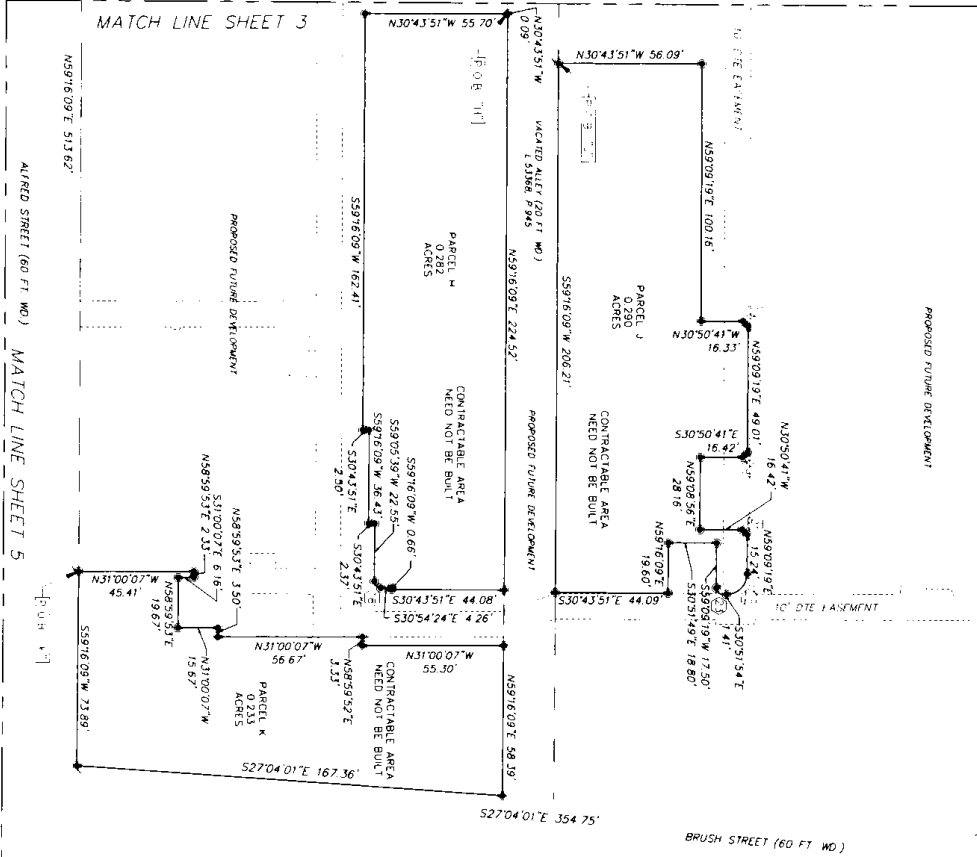 MATCH LINE SHEET 3
N30°43'51"W 55.70'
N30°43'51"W
0.09'
N30°43'51"W 56.09'
10' DTE EASEMENT
N59°16'09"E 513.62'
VACATED ALLEY (20 FT. WD.)
L.53368, P.945
N59°09'19"E 100.16'
PROPOSED FUTURE DEVELOPMENT
ALFRED STREET (60 FT. WD.)
MATCH LINE SHEET 5
PROPOSED FUTURE DEVELOPMENT
S59°16'09"W 162.41'
PARCEL H
0.282
ACRES
N59°16'09"E 224.52'
S59°16'09"W 206.21'
PARCEL J
0.290
ACRES
N30°50'41"W
16.33'
N59°09'19"E 49.01'
CONTRACTABLE AREA
NEED NOT BE BUILT
PROPOSED FUTURE DEVELOPMENT
CONTRACTABLE AREA
NEED NOT BE BUILT
S30°50'41"E
16.42'
N30°50'41"W
16.42'
N59°08'56"E
28.16'
N59°09'19"E
15.24'
S30°43'51"E
2.50'
S59°16'09"W 36.43'
S59°05'39"W 22.55'
S59°16'09"W 0.66'
S30°43'51"E
2.37'
S30°43'51"E 44.08'
S30°54'24"E 4.26'
S30°43'51"E 44.09'
N59°16'09"E
19.60'
S30°51'49"E 18.80'
S59°09'19"W 17.50'
S30°51'54"E
1.41'
10' DTE EASEMENT
N58°59'53"E 2.33'
S31°00'07"E 6.16'
N58°59'53"E 3.50'
N31°00'07"W
45.41'
N58°59'53"E
19.67'
N31°00'07"W
15.67'
N31°00'07"W
56.67'
N58°59'52"E
3.33'
N31°00'07"W
55.30'
CONTRACTABLE AREA
NEED NOT BE BUILT
N59°16'09"E 58.39'
S59°16'09"W 73.89'
PARCEL K
0.233
ACRES
S27°04'01"E 167.36'
S27°04'01"E 354.75'
BRUSH STREET (60 FT. WD.)